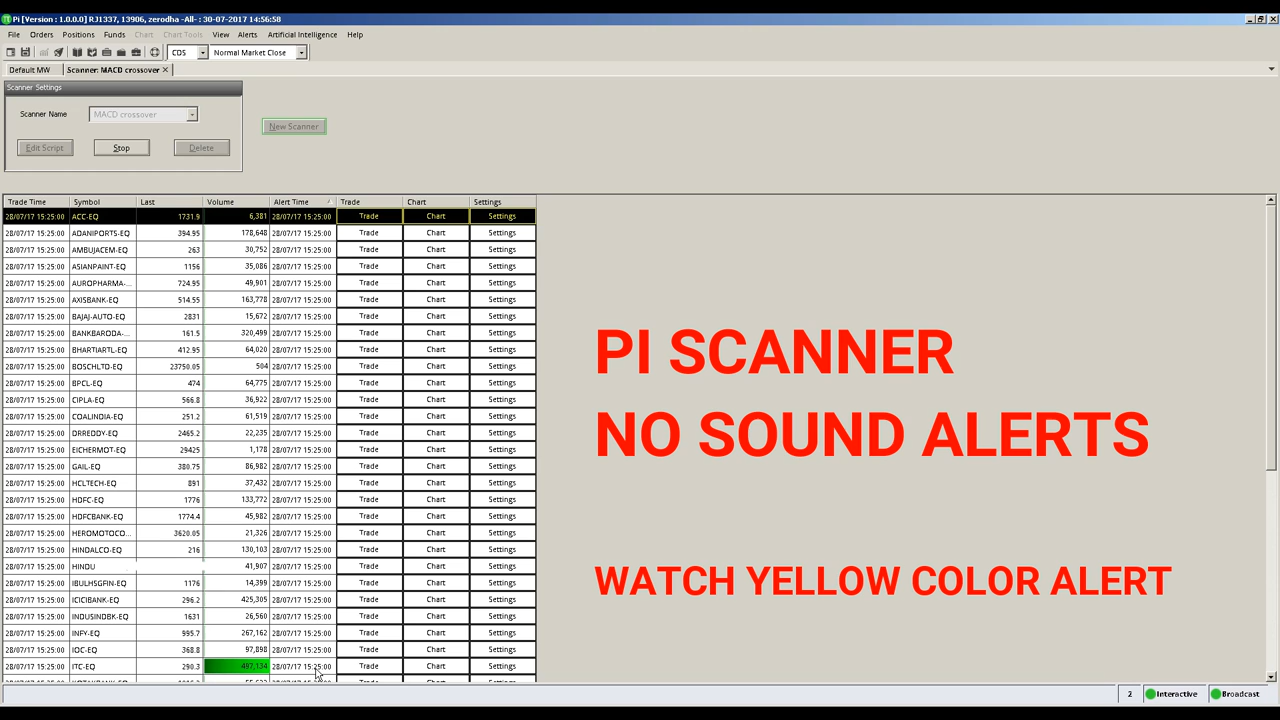 Pi [Version : 1.0.0.0] RJ1337, 13906, zerodha -All- : 30-07-2017 14:56:58
File Orders Positions Funds Chart Chart Tools View Alerts Artificial Intelligence Help
CDS Normal Market Close
Default MW Scanner: MACD crossover
Scanner Settings
Scanner Name MACD crossover
New Scanner
Edit Script Stop Delete
Trade Time Symbol Last Volume Alert Time Trade Chart Settings
28/07/17 15:25:00 ACC-EQ 1731.9 6,381 28/07/17 15:25:00 Trade Chart Settings
28/07/17 15:25:00 ADANIPORTS-EQ 394.95 178,648 28/07/17 15:25:00 Trade Chart Settings
28/07/17 15:25:00 AMBUJACEM-EQ 263 30,752 28/07/17 15:25:00 Trade Chart Settings
28/07/17 15:25:00 ASIANPAINT-EQ 1156 35,086 28/07/17 15:25:00 Trade Chart Settings
28/07/17 15:25:00 AUROPHARMA-... 724.95 49,901 28/07/17 15:25:00 Trade Chart Settings
28/07/17 15:25:00 AXISBANK-EQ 514.55 163,778 28/07/17 15:25:00 Trade Chart Settings
28/07/17 15:25:00 BAJAJ-AUTO-EQ 2831 15,672 28/07/17 15:25:00 Trade Chart Settings
28/07/17 15:25:00 BANKBARODA-... 161.5 320,499 28/07/17 15:25:00 Trade Chart Settings
28/07/17 15:25:00 BHARTIARTL-EQ 412.95 64,020 28/07/17 15:25:00 Trade Chart Settings
28/07/17 15:25:00 BOSCHLTD-EQ 23750.05 504 28/07/17 15:25:00 Trade Chart Settings
28/07/17 15:25:00 BPCL-EQ 474 64,775 28/07/17 15:25:00 Trade Chart Settings
28/07/17 15:25:00 CIPLA-EQ 566.8 36,922 28/07/17 15:25:00 Trade Chart Settings
28/07/17 15:25:00 COALINDIA-EQ 251.2 61,519 28/07/17 15:25:00 Trade Chart Settings
28/07/17 15:25:00 DRREDDY-EQ 2465.2 22,235 28/07/17 15:25:00 Trade Chart Settings
28/07/17 15:25:00 EICHERMOT-EQ 29425 1,178 28/07/17 15:25:00 Trade Chart Settings
28/07/17 15:25:00 GAIL-EQ 380.75 86,982 28/07/17 15:25:00 Trade Chart Settings
28/07/17 15:25:00 HCLTECH-EQ 891 37,432 28/07/17 15:25:00 Trade Chart Settings
28/07/17 15:25:00 HDFC-EQ 1776 133,772 28/07/17 15:25:00 Trade Chart Settings
28/07/17 15:25:00 HDFCBANK-EQ 1774.4 45,982 28/07/17 15:25:00 Trade Chart Settings
28/07/17 15:25:00 HEROMOTOCO... 3620.05 21,326 28/07/17 15:25:00 Trade Chart Settings
28/07/17 15:25:00 HINDALCO-EQ 216 130,103 28/07/17 15:25:00 Trade Chart Settings
28/07/17 15:25:00 HINDU 41,907 28/07/17 15:25:00 Trade Chart Settings
28/07/17 15:25:00 IBULHSGFIN-EQ 1176 14,399 28/07/17 15:25:00 Trade Chart Settings
28/07/17 15:25:00 ICICIBANK-EQ 296.2 425,305 28/07/17 15:25:00 Trade Chart Settings
28/07/17 15:25:00 INDUSINDBK-EQ 1631 26,560 28/07/17 15:25:00 Trade Chart Settings
28/07/17 15:25:00 INFY-EQ 995.7 267,162 28/07/17 15:25:00 Trade Chart Settings
28/07/17 15:25:00 IOC-EQ 368.8 97,898 28/07/17 15:25:00 Trade Chart Settings
28/07/17 15:25:00 ITC-EQ 290.3 497,134 28/07/17 15:25:00 Trade Chart Settings
PI SCANNER
NO SOUND ALERTS
WATCH YELLOW COLOR ALERT
2 Interactive Broadcast